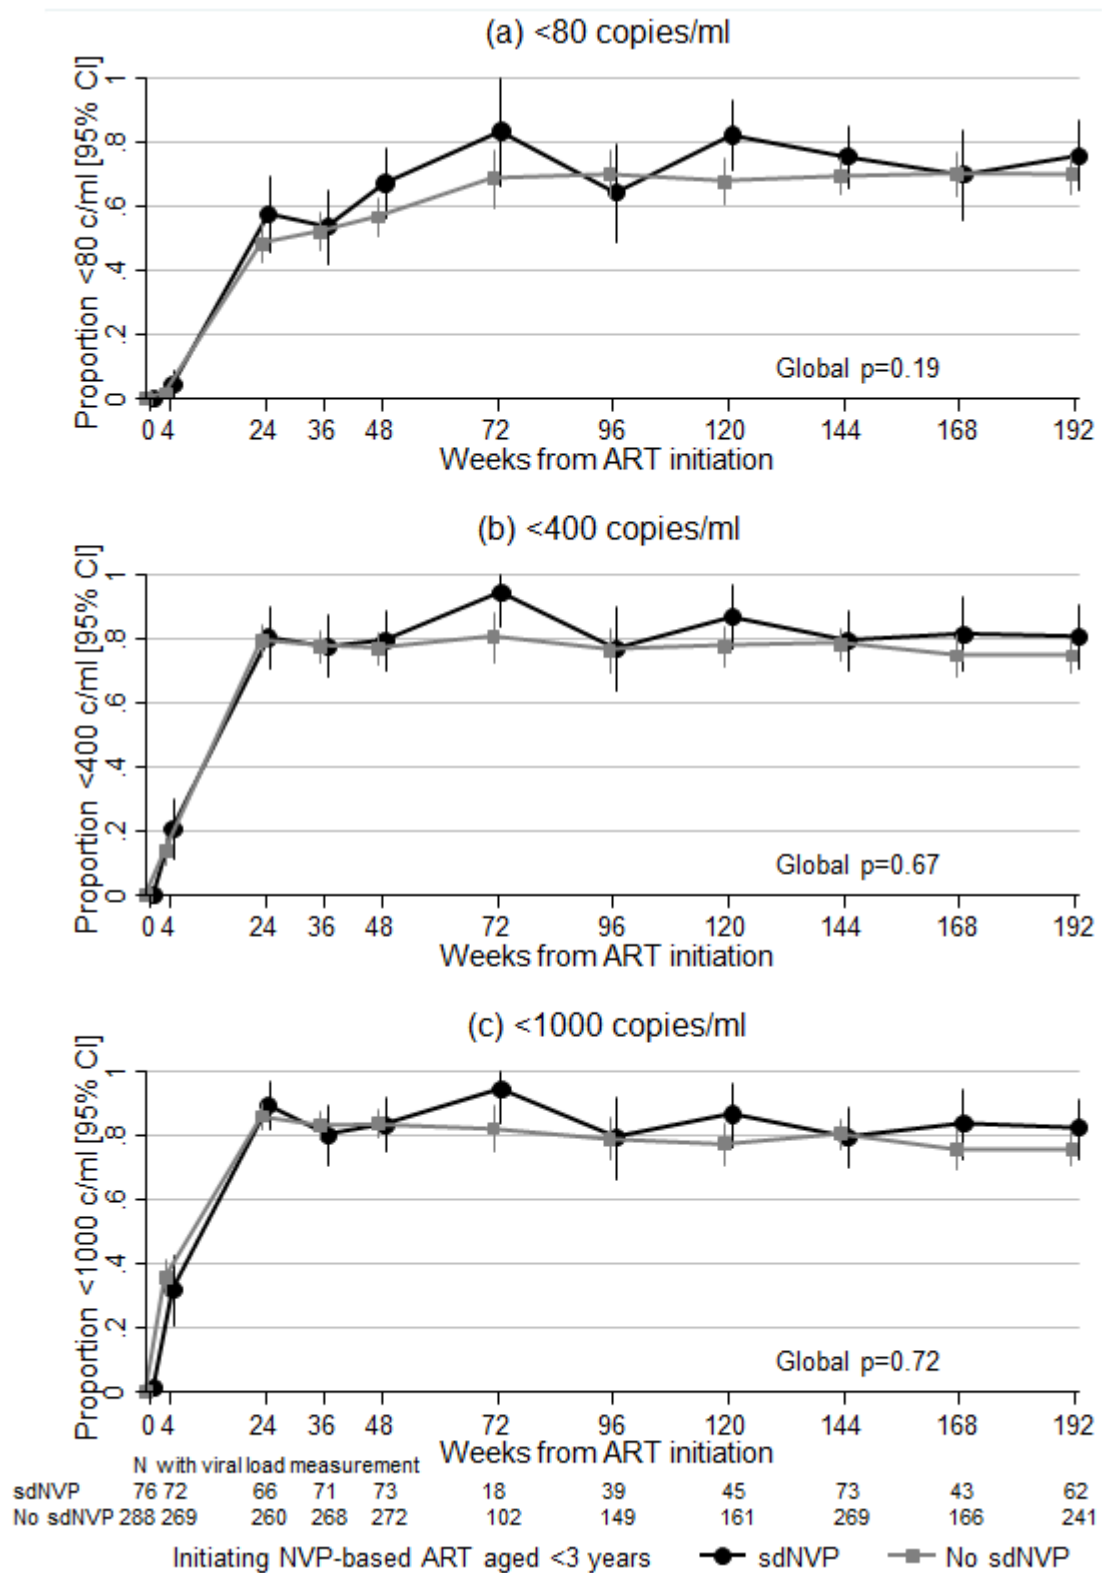 (a) <80 copies/ml
Proportion <80 c/ml [95% CI]
1
.8
.6
.4
.2
0
Global p=0.19
0 4 24 36 48 72 96 120 144 168 192
Weeks from ART initiation
(b) <400 copies/ml
Proportion <400 c/ml [95% CI]
1
.8
.6
.4
.2
0
Global p=0.67
0 4 24 36 48 72 96 120 144 168 192
Weeks from ART initiation
(c) <1000 copies/ml
Proportion <1000 c/ml [95% CI]
1
.8
.6
.4
.2
0
Global p=0.72
0 4 24 36 48 72 96 120 144 168 192
Weeks from ART initiation
N with viral load measurement
sdNVP 76 72 66 71 73 18 39 45 73 43 62
No sdNVP 288 269 260 268 272 102 149 161 269 166 241
Initiating NVP-based ART aged <3 years sdNVP No sdNVP